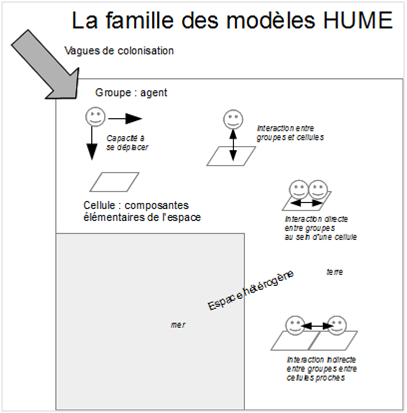 La famille des modèles HUME
Vagues de colonisation
Groupe : agent
Capacité à
se déplacer
Interaction entre
groupes et cellules
Cellule : composantes
élémentaires de l'espace
Interaction directe
entre groupes
au sein d'une cellule
Espace hétérogène
terre
mer
Interaction indirecte
entre groupes entre
cellules proches